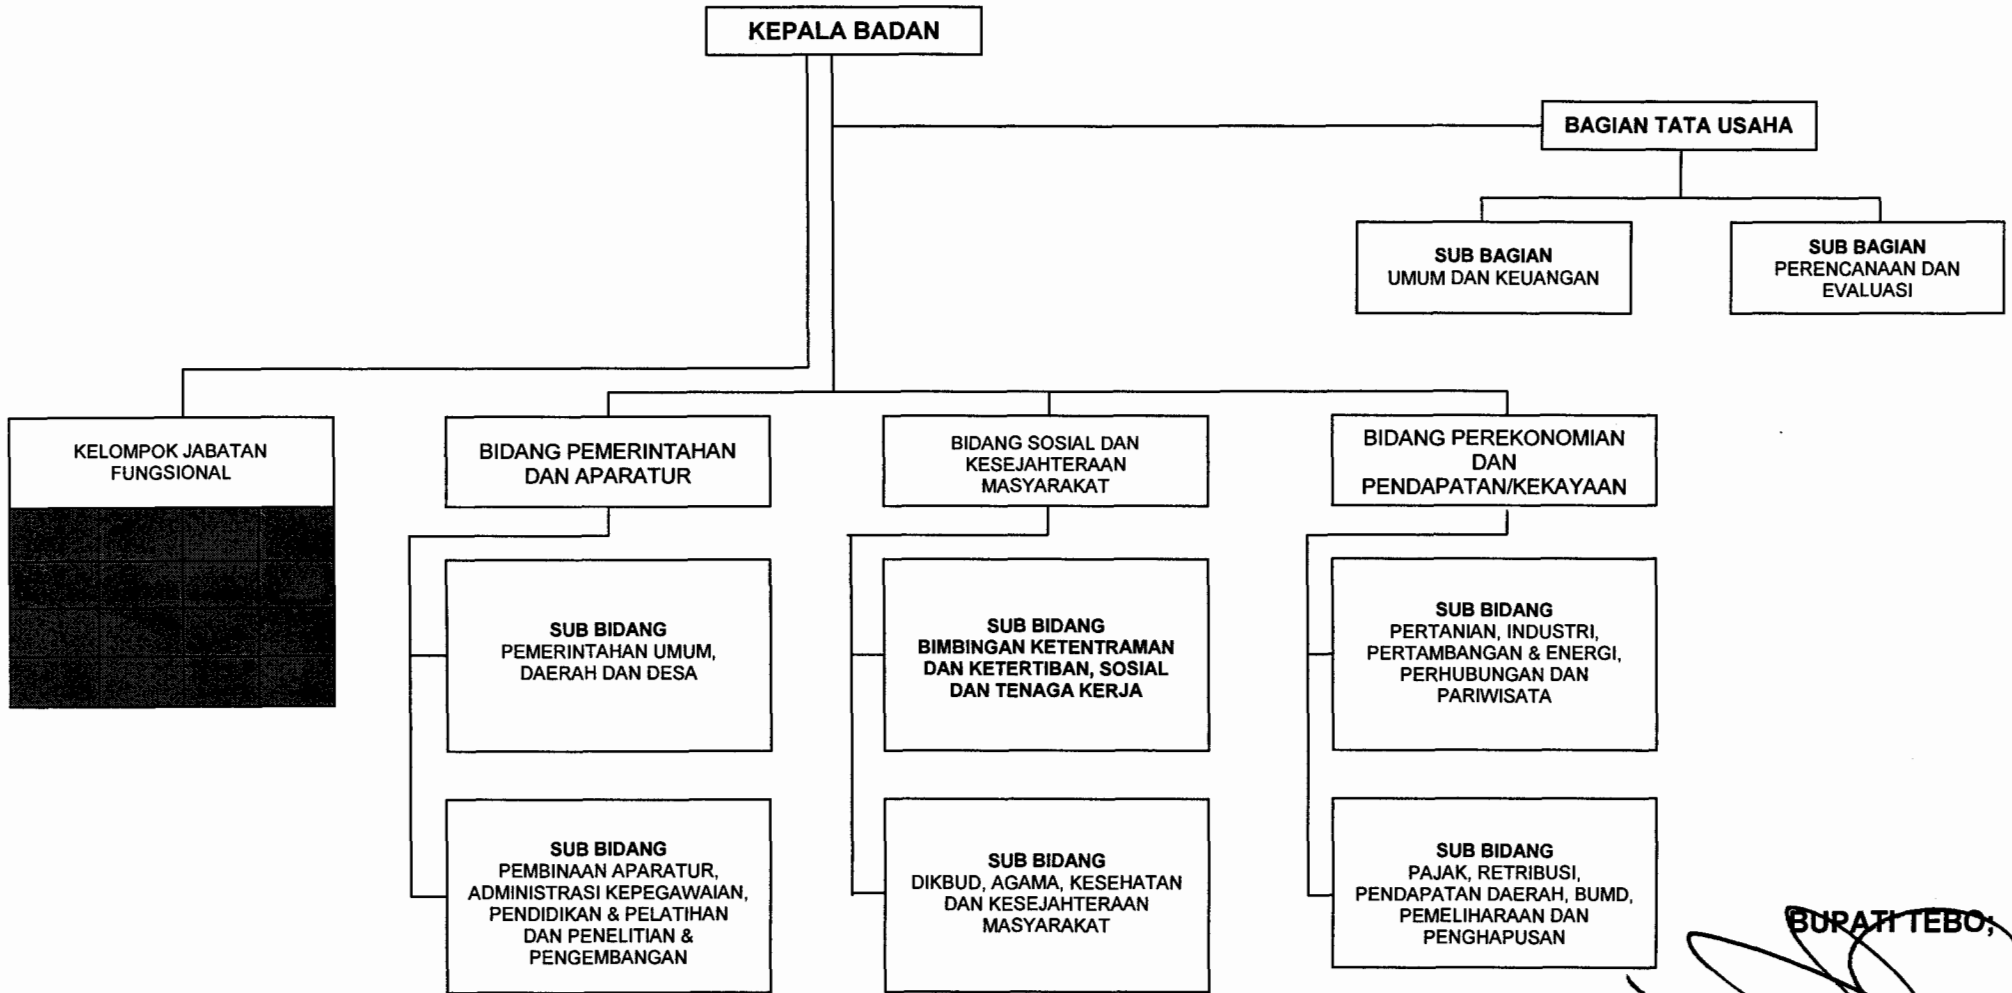 KEPALA BADAN
BAGIAN TATA USAHA
SUB BAGIAN
UMUM DAN KEUANGAN
SUB BAGIAN
PERENCANAAN DAN
EVALUASI
KELOMPOK JABATAN
FUNGSIONAL
BIDANG PEMERINTAHAN
DAN APARATUR
BIDANG SOSIAL DAN
KESEJAHTERAAN
MASYARAKAT
BIDANG PEREKONOMIAN
DAN
PENDAPATAN/KEKAYAAN
SUB BIDANG
PEMERINTAHAN UMUM,
DAERAH DAN DESA
SUB BIDANG
BIMBINGAN KETENTRAMAN
DAN KETERTIBAN, SOSIAL
DAN TENAGA KERJA
SUB BIDANG
PERTANIAN, INDUSTRI,
PERTAMBANGAN & ENERGI,
PERHUBUNGAN DAN
PARIWISATA
SUB BIDANG
PEMBINAAN APARATUR,
ADMINISTRASI KEPEGAWAIAN,
PENDIDIKAN & PELATIHAN
DAN PENELITIAN &
PENGEMBANGAN
SUB BIDANG
DIKBUD, AGAMA, KESEHATAN
DAN KESEJAHTERAAN
MASYARAKAT
SUB BIDANG
PAJAK, RETRIBUSI,
PENDAPATAN DAERAH, BUMD,
PEMELIHARAAN DAN
PENGHAPUSAN
BUPATI TEBO;